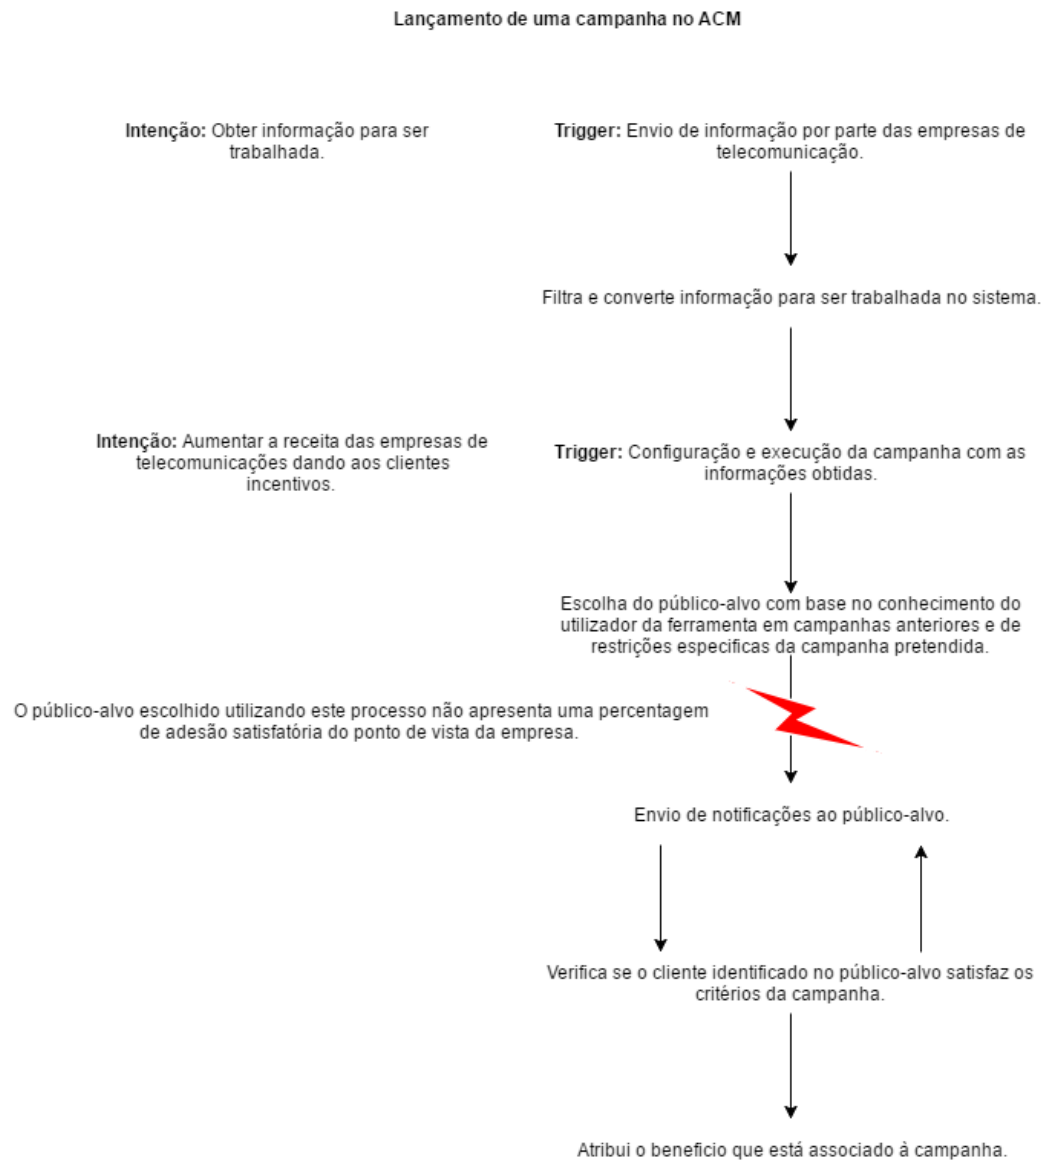 Lançamento de uma campanha no ACM
Intenção: Obter informação para ser
trabalhada.
Trigger: Envio de informação por parte das empresas de
telecomunicação.
Filtra e converte informação para ser trabalhada no sistema.
Intenção: Aumentar a receita das empresas de
telecomunicações dando aos clientes
incentivos.
Trigger: Configuração e execução da campanha com as
informações obtidas.
Escolha do público-alvo com base no conhecimento do
utilizador da ferramenta em campanhas anteriores e de
restrições especificas da campanha pretendida.
O público-alvo escolhido utilizando este processo não apresenta uma percentagem
de adesão satisfatória do ponto de vista da empresa.
Envio de notificações ao público-alvo.
Verifica se o cliente identificado no público-alvo satisfaz os
critérios da campanha.
Atribui o beneficio que está associado à campanha.